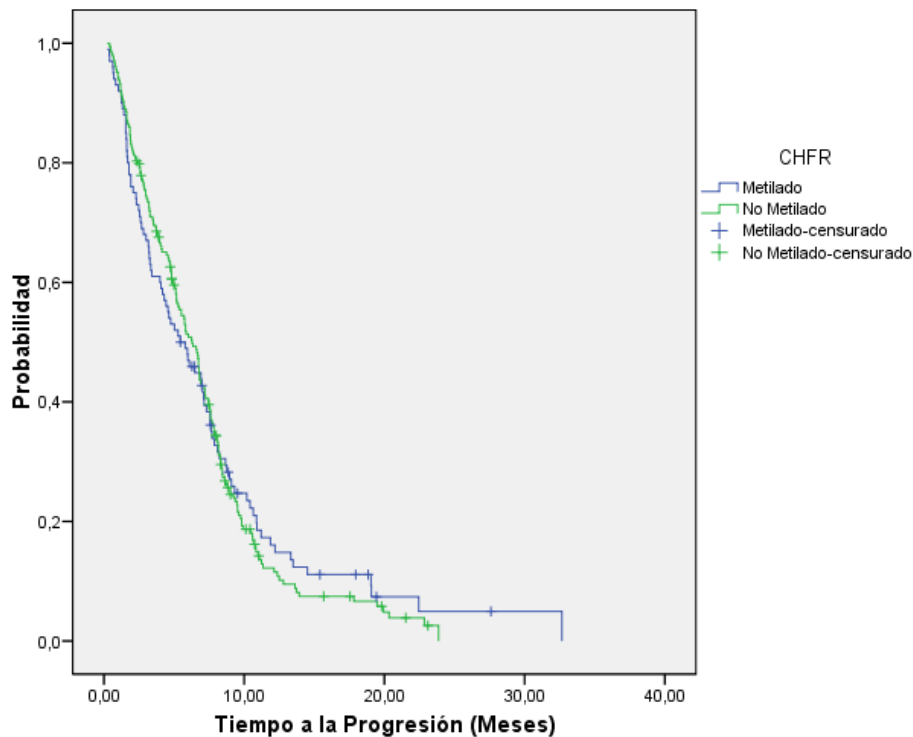 1,0
0,8
0,6
0,4
0,2
0,0
Probabilidad
0,00 10,00 20,00 30,00 40,00
Tiempo a la Progresión (Meses)
CHFR
Metilado
No Metilado
Metilado-censurado
No Metilado-censurado